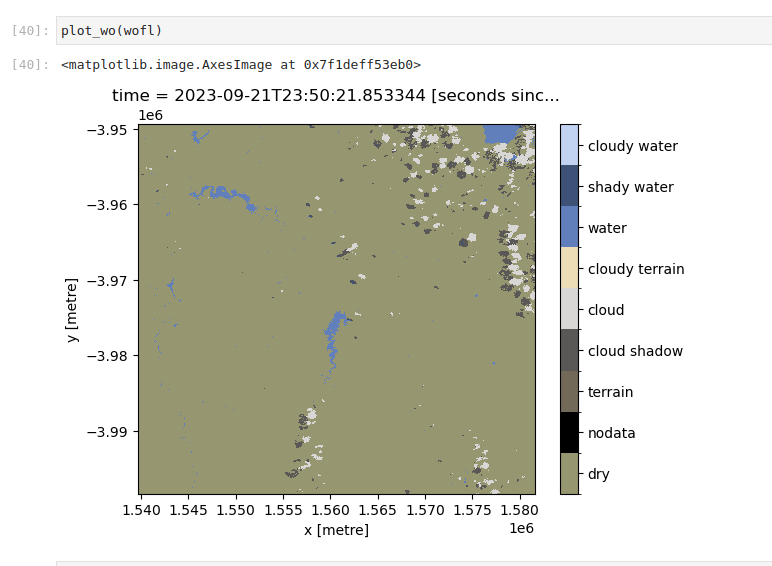 [40]: plot_wo(wofl)
[40]: <matplotlib.image.AxesImage at 0x7f1deff53eb0>
time = 2023-09-21T23:50:21.853344 [seconds sinc...
1e6
−3.95
−3.96
−3.97
−3.98
−3.99
y [metre]
1.540 1.545 1.550 1.555 1.560 1.565 1.570 1.575 1.580
x [metre]
1e6
cloudy water
shady water
water
cloudy terrain
cloud
cloud shadow
terrain
nodata
dry